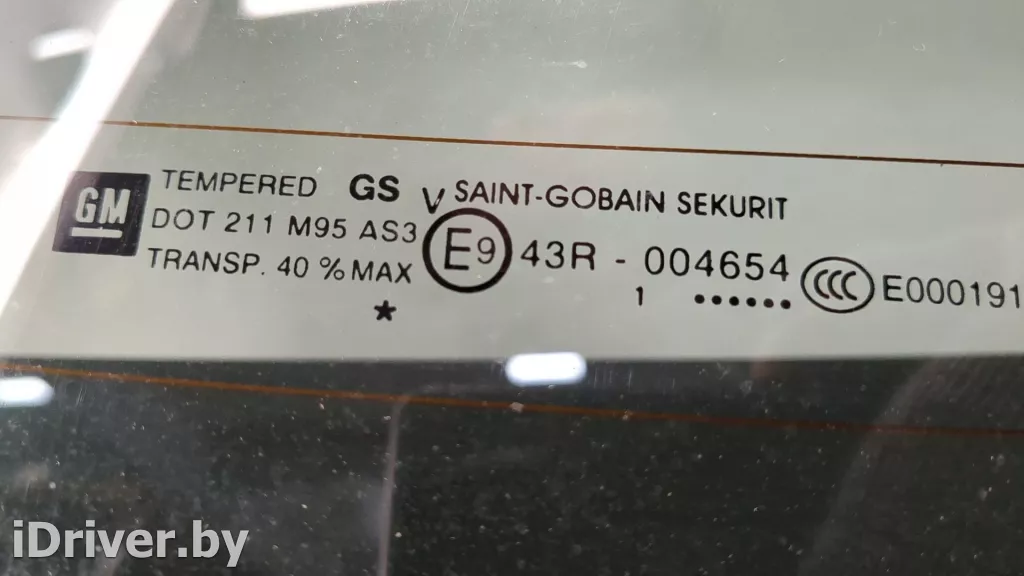 GM
TEMPERED GS V SAINT-GOBAIN SEKURIT
DOT 211 M95 AS3 E9 43R - 004654 CCC E000191
TRANSP. 40 % MAX 1 ••••••
*
iDriver.by